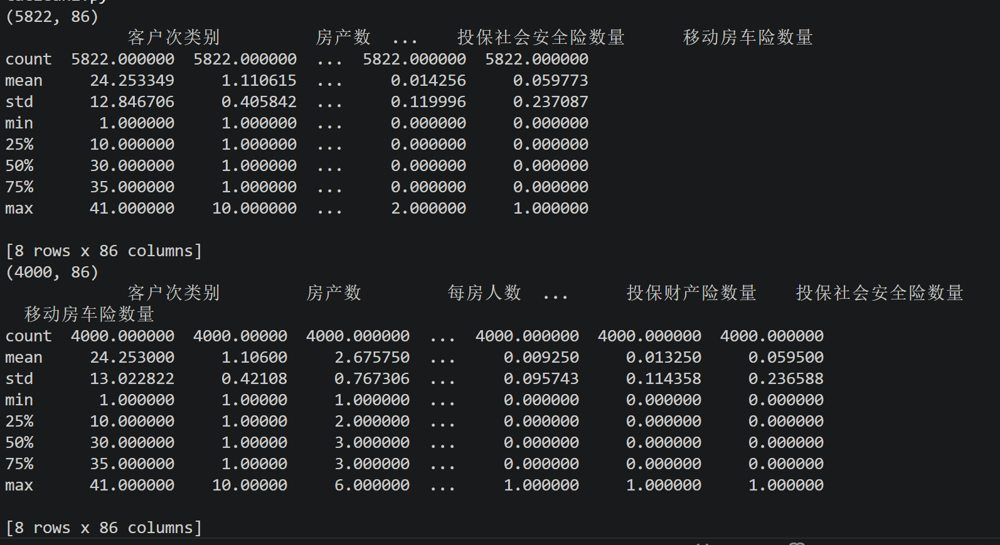 (5822, 86)
客户次类别 房产数 ... 投保社会安全险数量 移动房车险数量
count 5822.000000 5822.000000 ... 5822.000000 5822.000000
mean 24.253349 1.110615 ... 0.014256 0.059773
std 12.846706 0.405842 ... 0.119996 0.237087
min 1.000000 1.000000 ... 0.000000 0.000000
25% 10.000000 1.000000 ... 0.000000 0.000000
50% 30.000000 1.000000 ... 0.000000 0.000000
75% 35.000000 1.000000 ... 0.000000 0.000000
max 41.000000 10.000000 ... 2.000000 1.000000
[8 rows x 86 columns]
(4000, 86)
客户次类别 房产数 每房人数 ... 投保财产险数量 投保社会安全险数量
移动房车险数量
count 4000.000000 4000.00000 4000.000000 ... 4000.000000 4000.000000 4000.000000
mean 24.253000 1.10600 2.675750 ... 0.009250 0.013250 0.059500
std 13.022822 0.42108 0.767306 ... 0.095743 0.114358 0.236588
min 1.000000 1.00000 1.000000 ... 0.000000 0.000000 0.000000
25% 10.000000 1.00000 2.000000 ... 0.000000 0.000000 0.000000
50% 30.000000 1.00000 3.000000 ... 0.000000 0.000000 0.000000
75% 35.000000 1.00000 3.000000 ... 0.000000 0.000000 0.000000
max 41.000000 10.00000 6.000000 ... 1.000000 1.000000 1.000000
[8 rows x 86 columns]